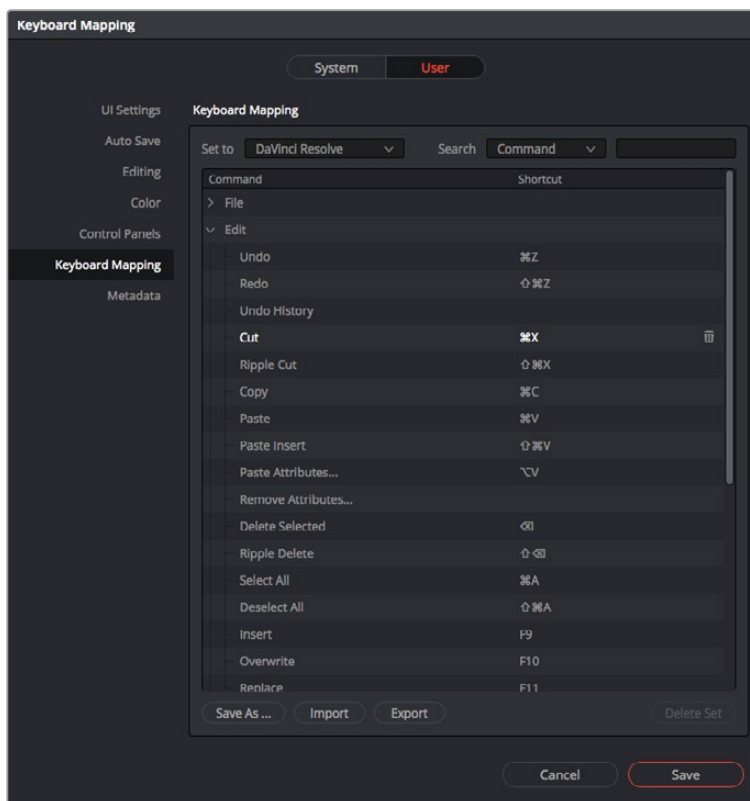 Keyboard Mapping
System User
UI Settings
Auto Save
Editing
Color
Control Panels
Keyboard Mapping
Metadata
Keyboard Mapping
Set to DaVinci Resolve Search Command
Command Shortcut
File
Edit
Undo ⌘Z
Redo ⇧⌘Z
Undo History
Cut ⌘X
Ripple Cut ⇧⌘X
Copy ⌘C
Paste ⌘V
Paste Insert ⇧⌘V
Paste Attributes... ⌥V
Remove Attributes...
Delete Selected ⌫
Ripple Delete ⇧⌫
Select All ⌘A
Deselect All ⇧⌘A
Insert F9
Overwrite F10
Replace F11
Save As ... Import Export Delete Set
Cancel Save